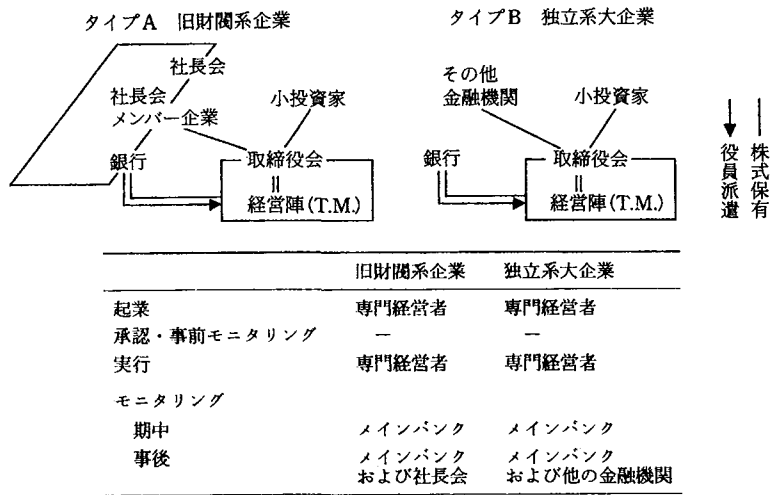 タイプA 旧財閥系企業
タイプB 独立系大企業
社長会
社長会
メンバー企業
小投資家
銀行
取締役会
||
経営陣(T.M.)
その他
金融機関
小投資家
銀行
取締役会
||
経営陣(T.M.)
役員派遣
株式保有
旧財閥系企業 独立系大企業
起業 専門経営者 専門経営者
承認・事前モニタリング — —
実行 専門経営者 専門経営者
モニタリング
期中 メインバンク メインバンク
事後 メインバンク メインバンク
および社長会 および他の金融機関